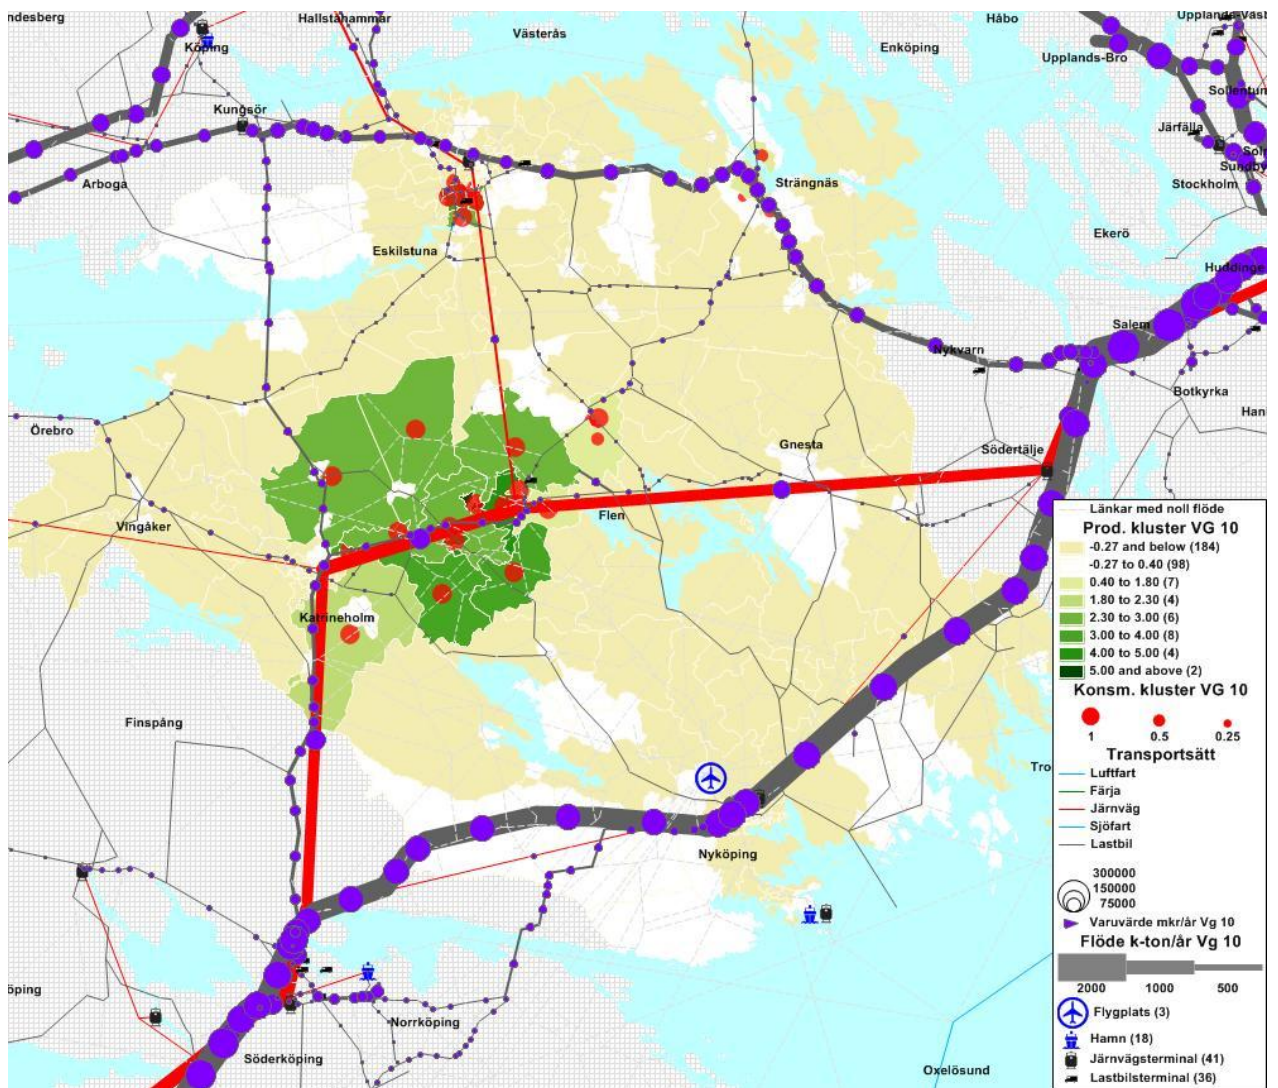 ndesberg
Hallstahammar
Håbo
Upplands-Väsb
Västerås
Köping
Enköping
Upplands-Bro
Sollentun
Kungsör
Järfälla
Soln
Sundby
Arboga
Strängnäs
Stockholm
Ekerö
Eskilstuna
Huddinge
Salem
Nykvarn
Botkyrka
Örebro
Han
Gnesta
Södertälje
Vingåker
Flen
Katrineholm
Finspång
Tro
Nyköping
öping
Norrköping
Söderköping
Oxelösund
Länkar med noll flöde
Prod. kluster VG 10
-0.27 and below (184)
-0.27 to 0.40 (98)
0.40 to 1.80 (7)
1.80 to 2.30 (4)
2.30 to 3.00 (6)
3.00 to 4.00 (8)
4.00 to 5.00 (4)
5.00 and above (2)
Konsm. kluster VG 10
1 0.5 0.25
Transportsätt
Luftfart
Färja
Järnväg
Sjöfart
Lastbil
300000
150000
75000
Varuvärde mkr/år Vg 10
Flöde k-ton/år Vg 10
2000 1000 500
Flygplats (3)
Hamn (18)
Järnvägsterminal (41)
Lastbilsterminal (36)